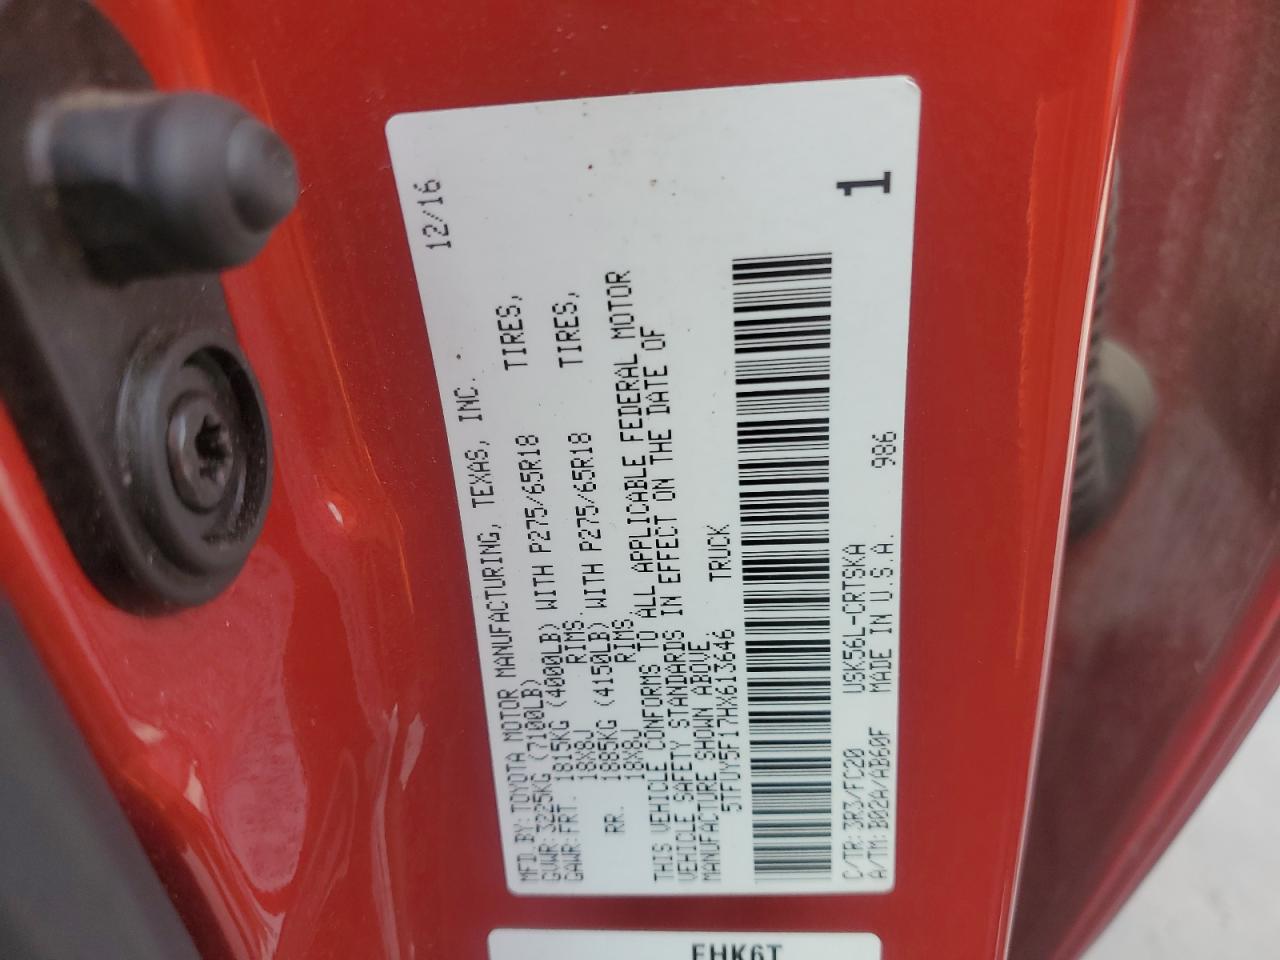 MFD. BY: TOYOTA MOTOR MANUFACTURING, TEXAS, INC. 12/16
GVWR: 3225KG (7100LB)
GAWR: FRT. 1815KG (4000LB) WITH P275/65R18 TIRES,
18X8J RIMS,
RR. 1885KG (4150LB) WITH P275/65R18 TIRES,
18X8J RIMS,
THIS VEHICLE CONFORMS TO ALL APPLICABLE FEDERAL MOTOR
VEHICLE SAFETY STANDARDS IN EFFECT ON THE DATE OF
MANUFACTURE SHOWN ABOVE.
5TFUY5F17HX613646 TRUCK
C/TR: 3R3/FC20 USK56L-CRTSKA
A/TM: B02A/AB60F MADE IN U.S.A. 986
1
EHK6T